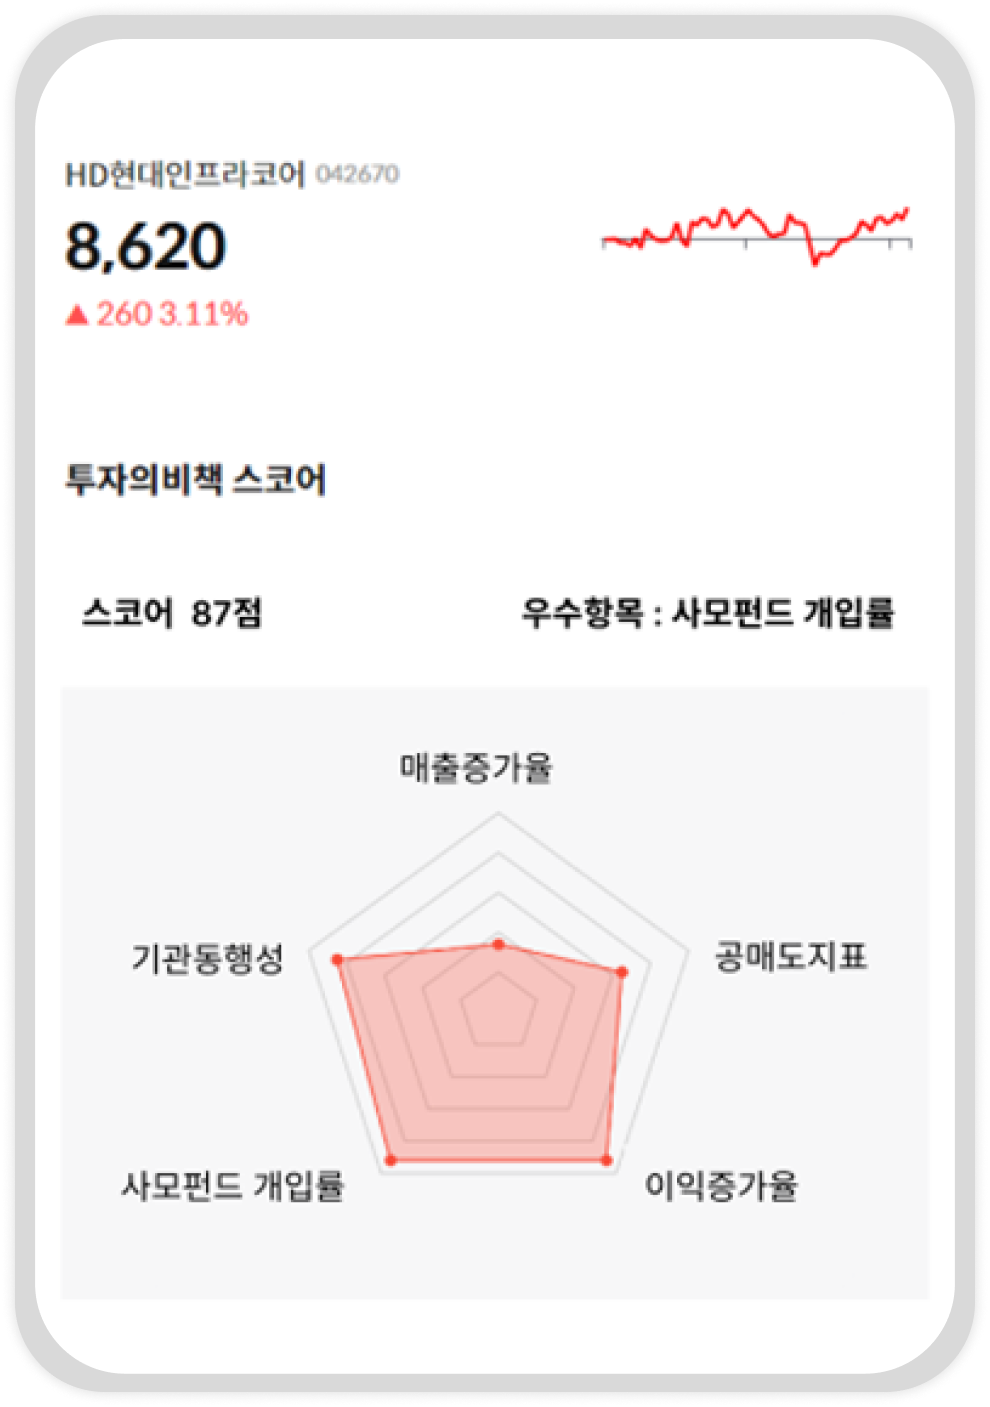 HD현대인프라코어 042670
8,620
▲ 260 3.11%
투자의비책 스코어
스코어 87점 우수항목 : 사모펀드 개입률
매출증가율
기관동행성 공매도지표
사모펀드 개입률 이익증가율